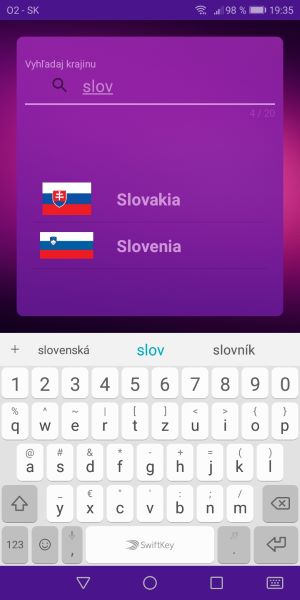 O2 - SK 98 % 19:35
Vyhľadaj krajinu
slov
4 / 20
Slovakia
Slovenia
+ slovenská slov slovník
1 2 3 4 5 6 7 8 9 0
% ^ ~ | [ ] < > { }
q w e r t z u i o p
@ # & * - + = ( )
a s d f g h j k l
_ € " ' : ; /
y x c v b n m
123 , SwiftKey .